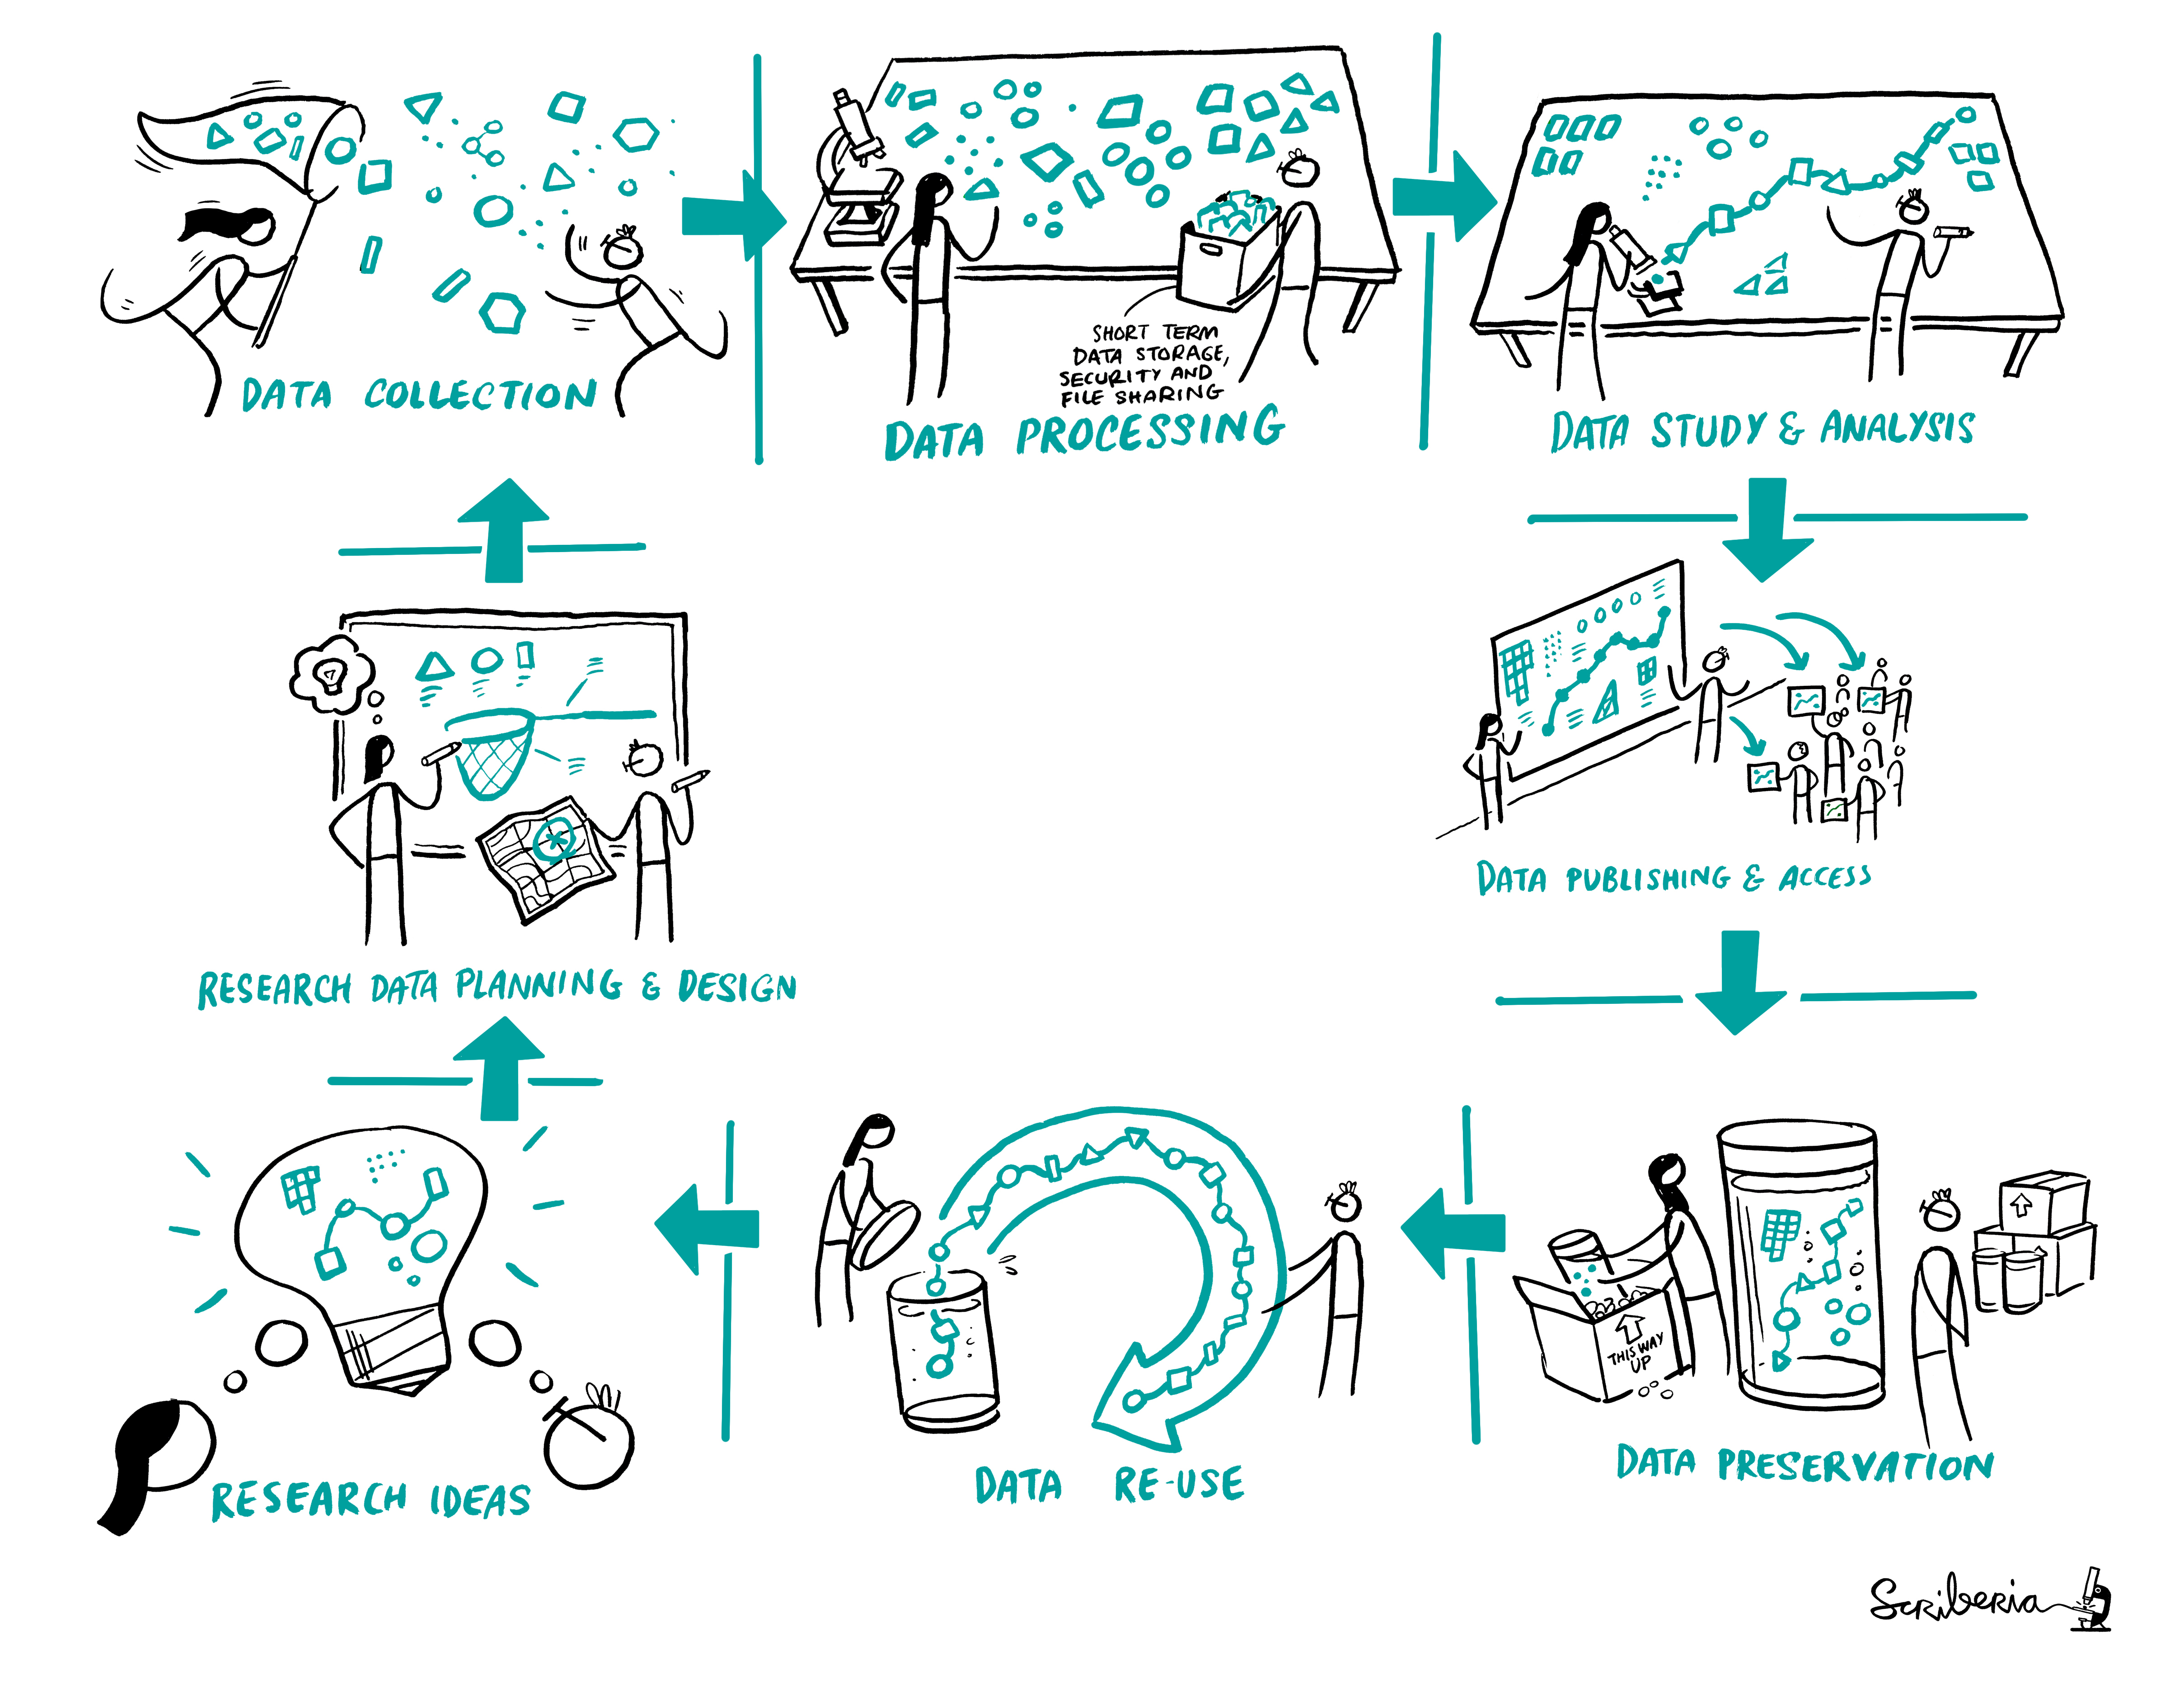 DATA COLLECTION
SHORT TERM
DATA STORAGE,
SECURITY AND
FILE SHARING
DATA PROCESSING
DATA STUDY & ANALYSIS
RESEARCH DATA PLANNING & DESIGN
DATA PUBLISHING & ACCESS
RESEARCH IDEAS
DATA RE-USE
THIS WAY
UP
DATA PRESERVATION
Scriberia